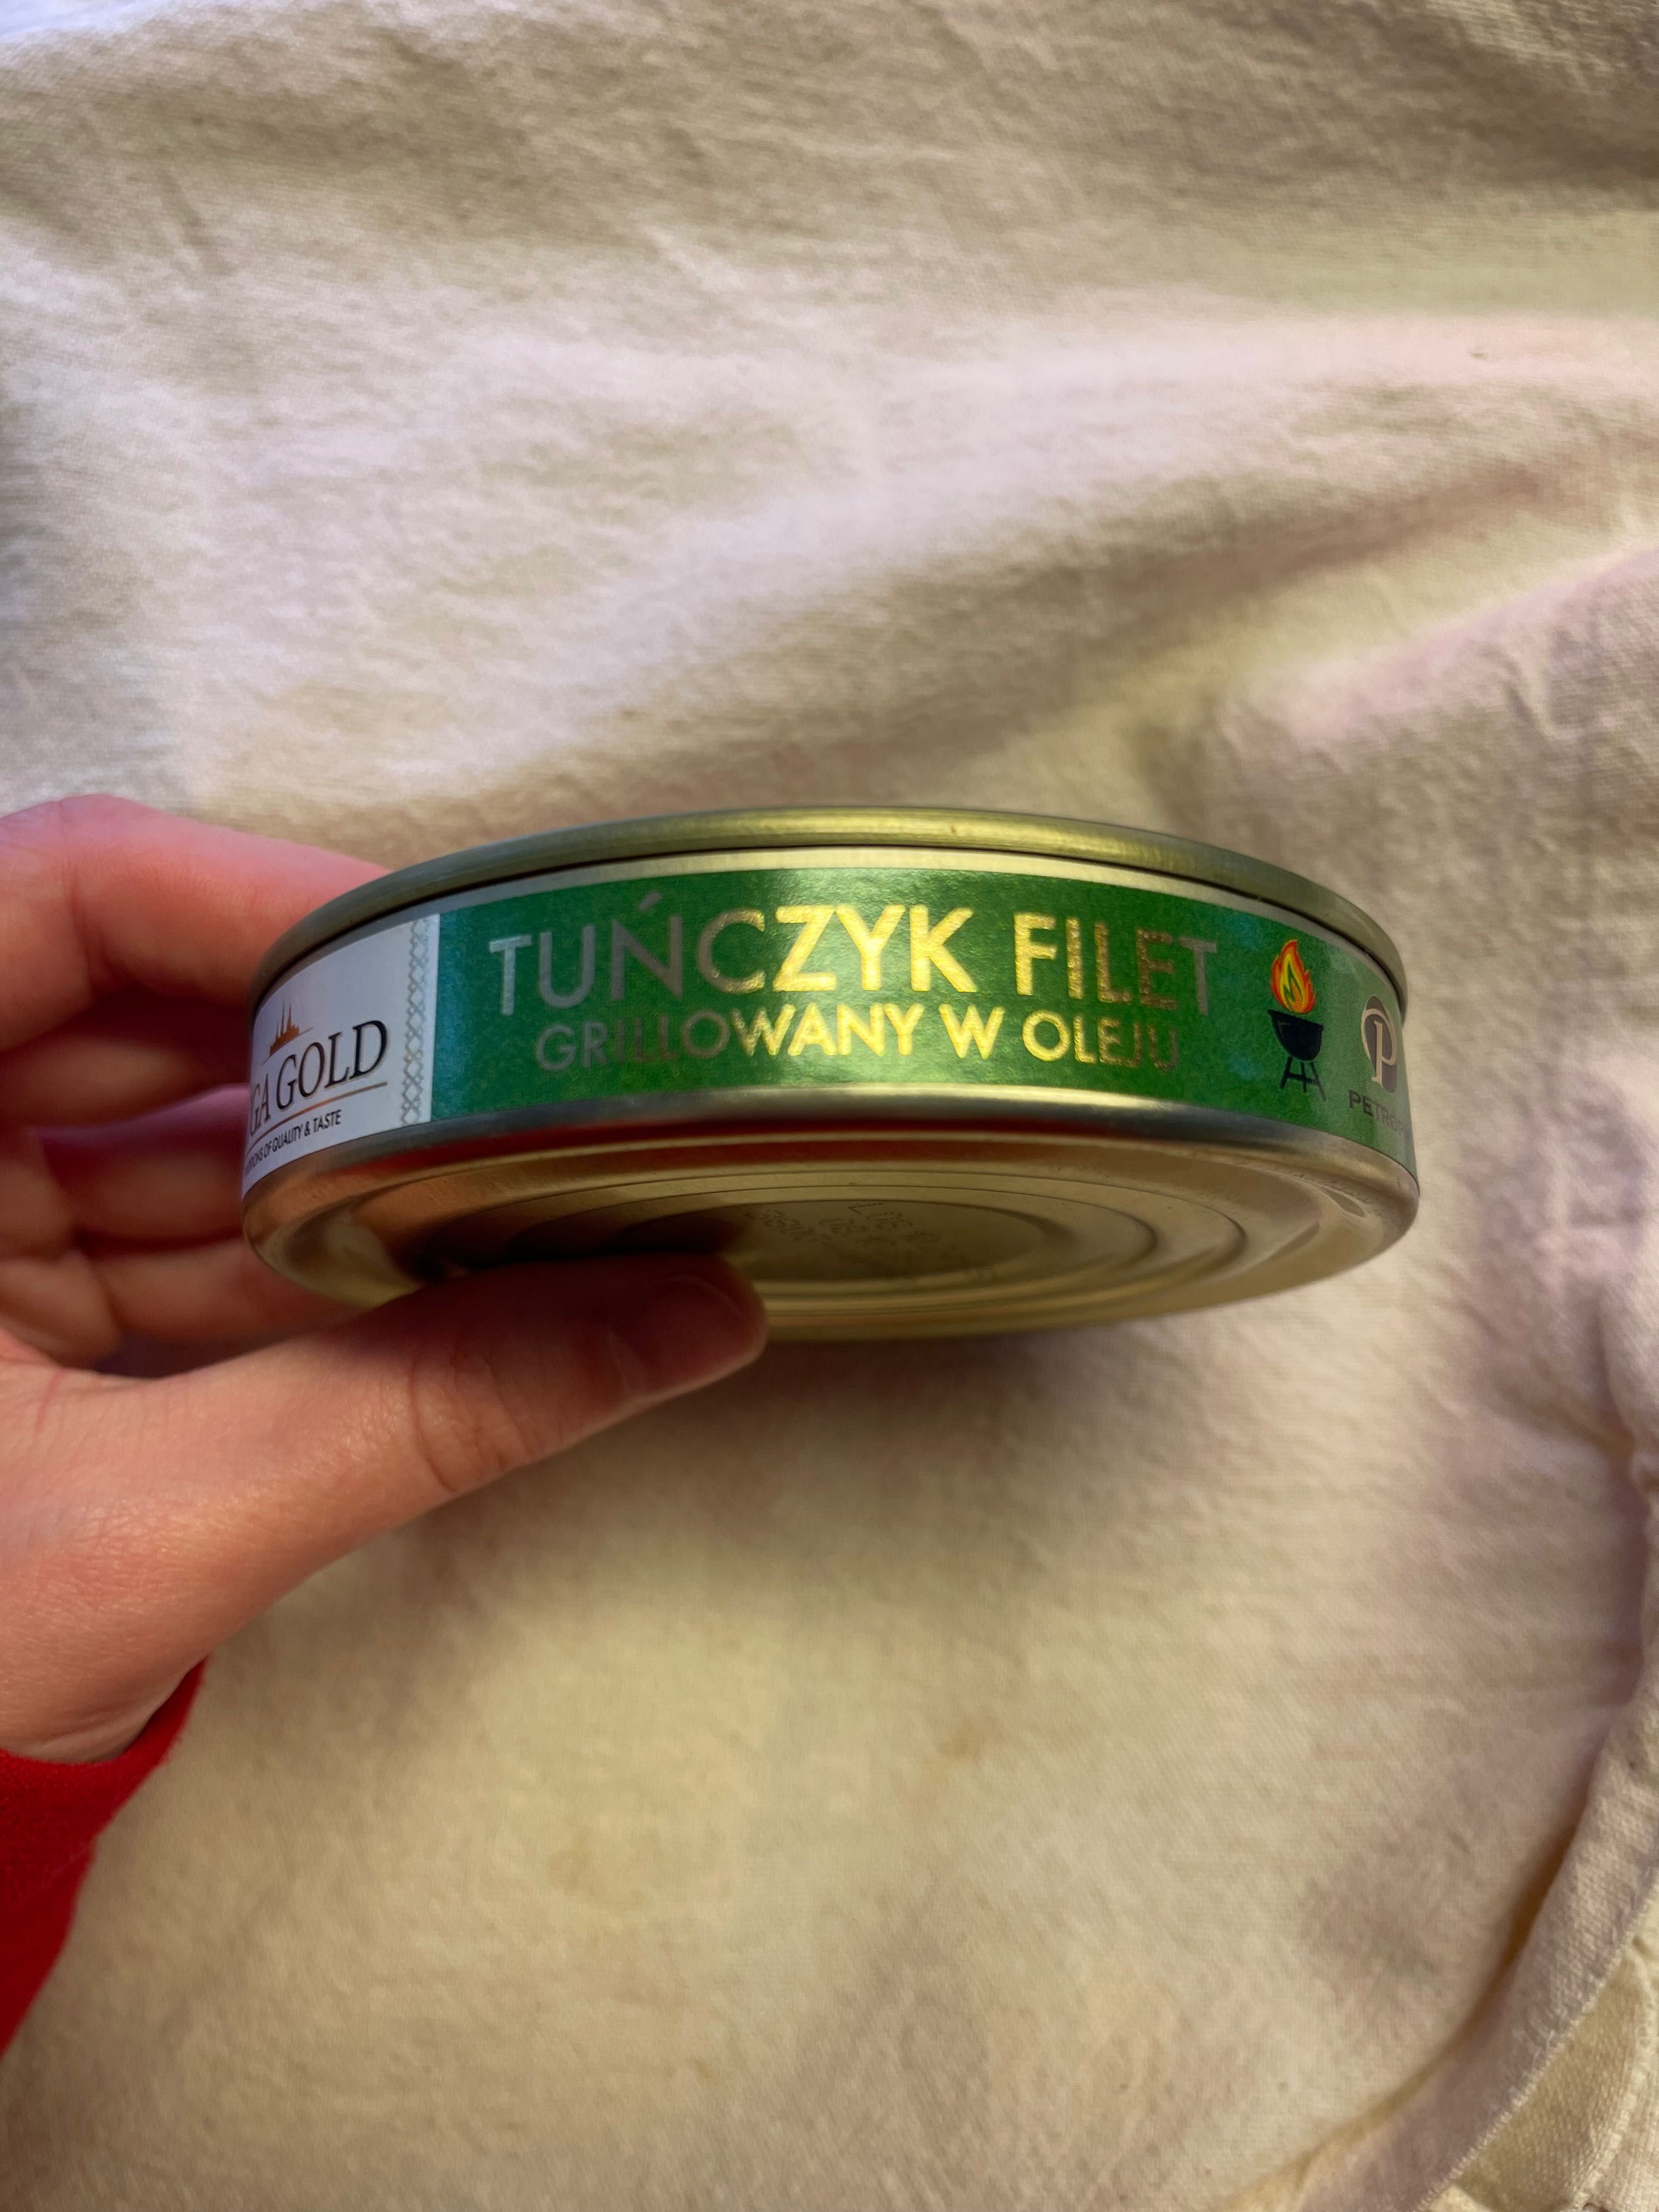 GA GOLD
OF QUALITY & TASTE
TUŃCZYK FILET
GRILLOWANY W OLEJU
P